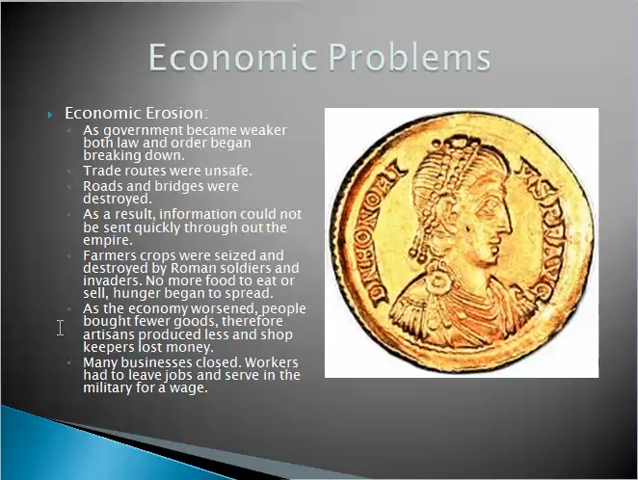 Economic Problems
Economic Erosion:
As government became weaker
both law and order began
breaking down.
Trade routes were unsafe.
Roads and bridges were
destroyed.
As a result, information could not
be sent quickly through out the
empire.
Farmers crops were seized and
destroyed by Roman soldiers and
invaders. No more food to eat or
sell, hunger began to spread.
As the economy worsened, people
bought fewer goods, therefore
artisans produced less and shop
keepers lost money.
Many businesses closed. Workers
had to leave jobs and serve in the
military for a wage.
DNHONORI
VSPFAVG